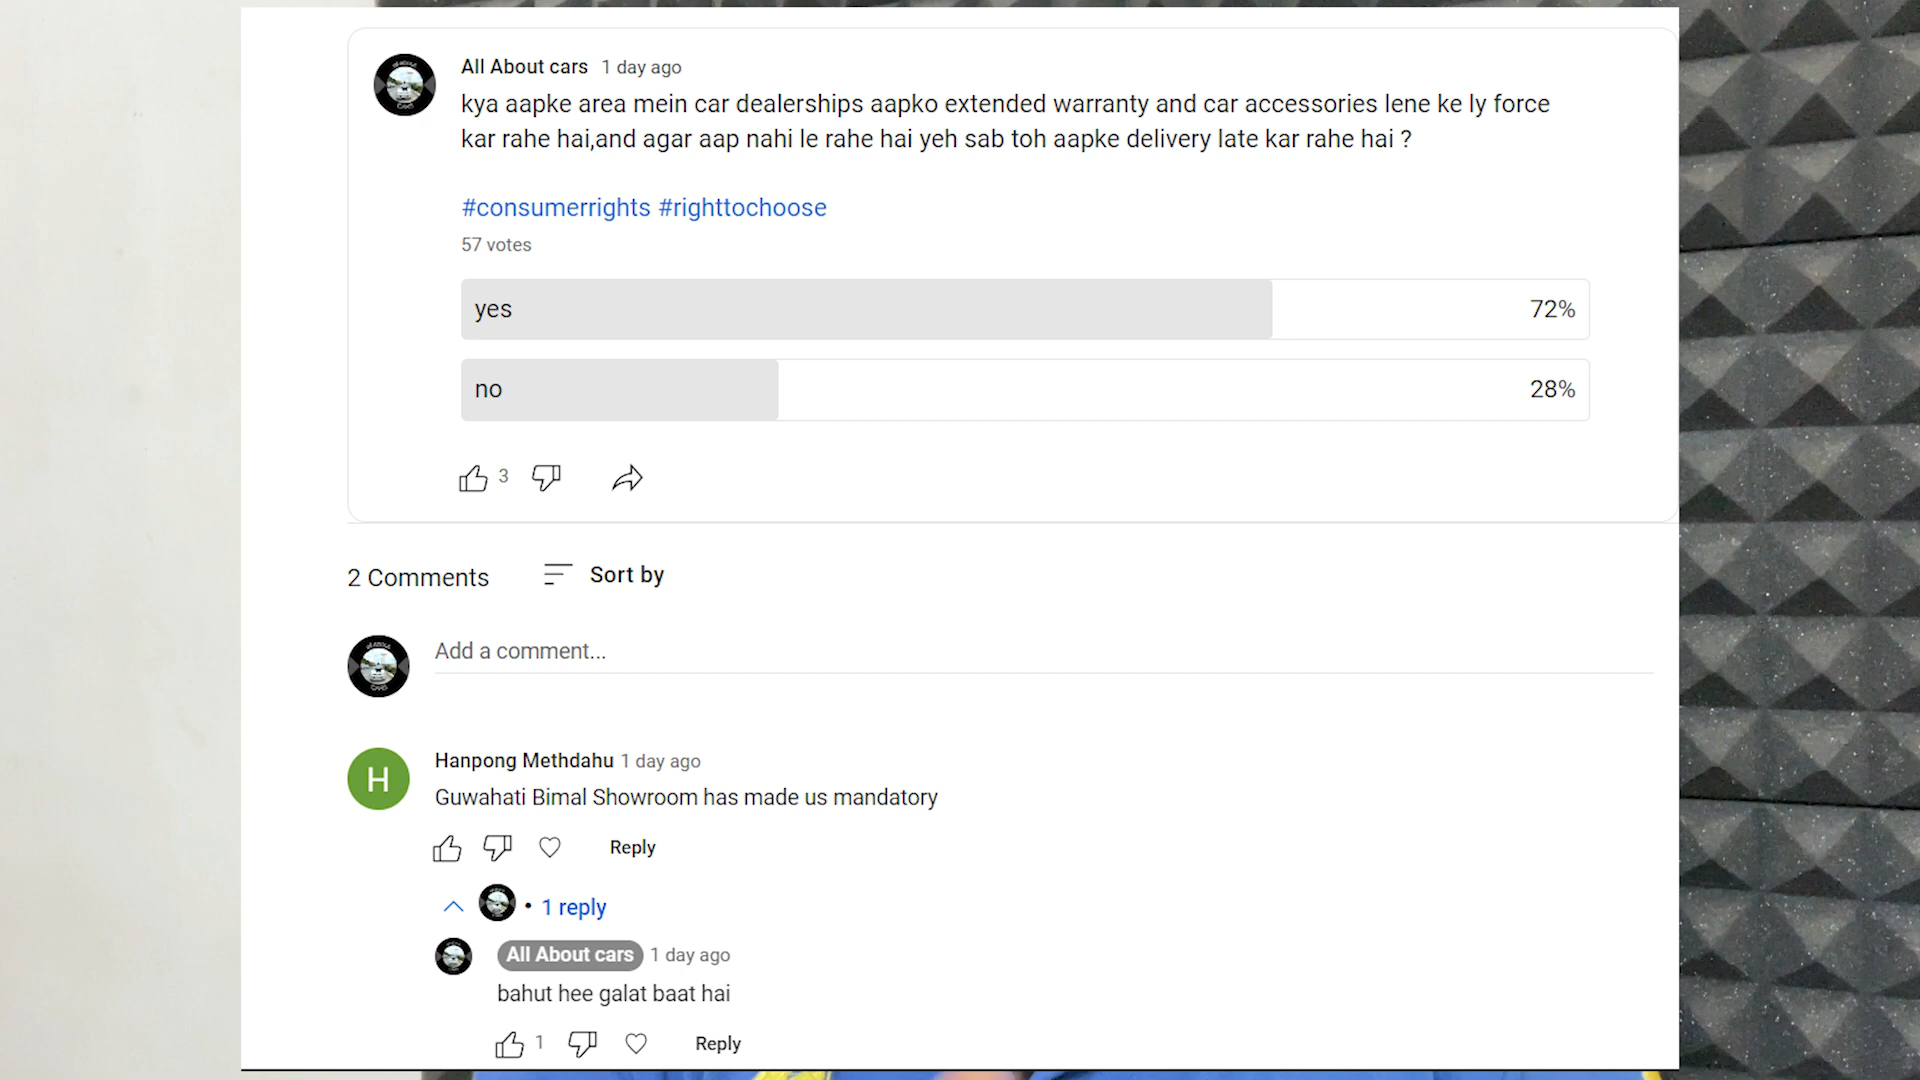 All About cars 1 day ago
kya aapke area mein car dealerships aapko extended warranty and car accessories lene ke ly force
kar rahe hai,and agar aap nahi le rahe hai yeh sab toh aapke delivery late kar rahe hai ?
#consumerrights #righttochoose
57 votes
yes 72%
no 28%
3
2 Comments Sort by
Add a comment...
H
Hanpong Methdahu 1 day ago
Guwahati Bimal Showroom has made us mandatory
Reply
• 1 reply
All About cars 1 day ago
bahut hee galat baat hai
1 Reply